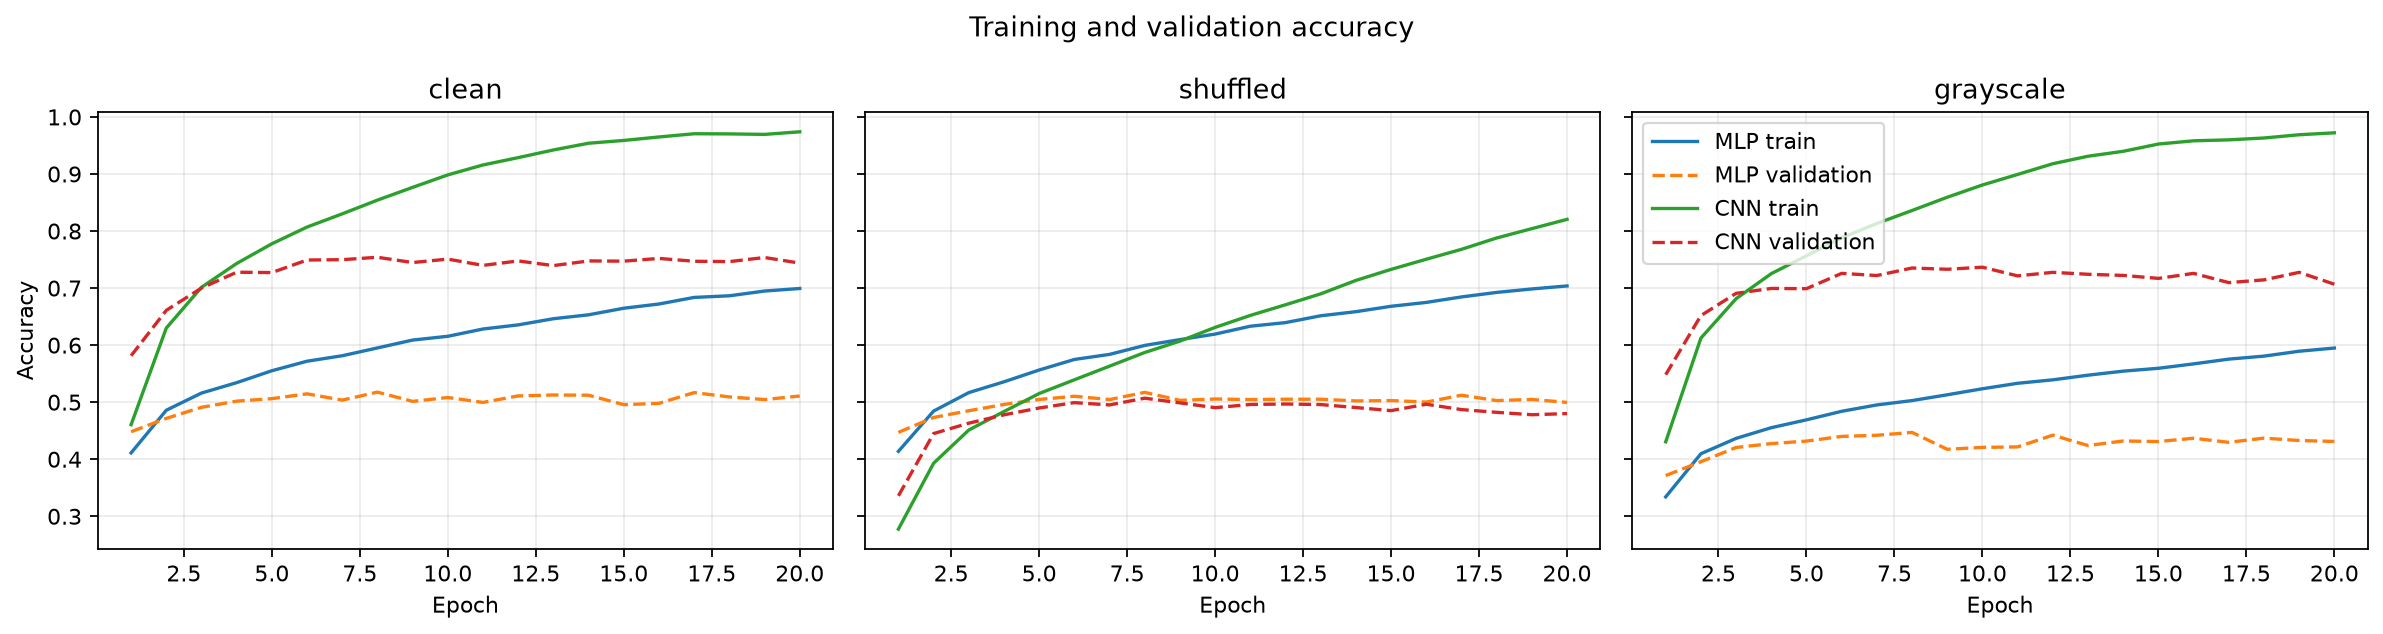 Training and validation accuracy
clean
shuffled
grayscale
Accuracy
1.0
0.9
0.8
0.7
0.6
0.5
0.4
0.3
MLP train
MLP validation
CNN train
CNN validation
2.5 5.0 7.5 10.0 12.5 15.0 17.5 20.0
2.5 5.0 7.5 10.0 12.5 15.0 17.5 20.0
2.5 5.0 7.5 10.0 12.5 15.0 17.5 20.0
Epoch
Epoch
Epoch